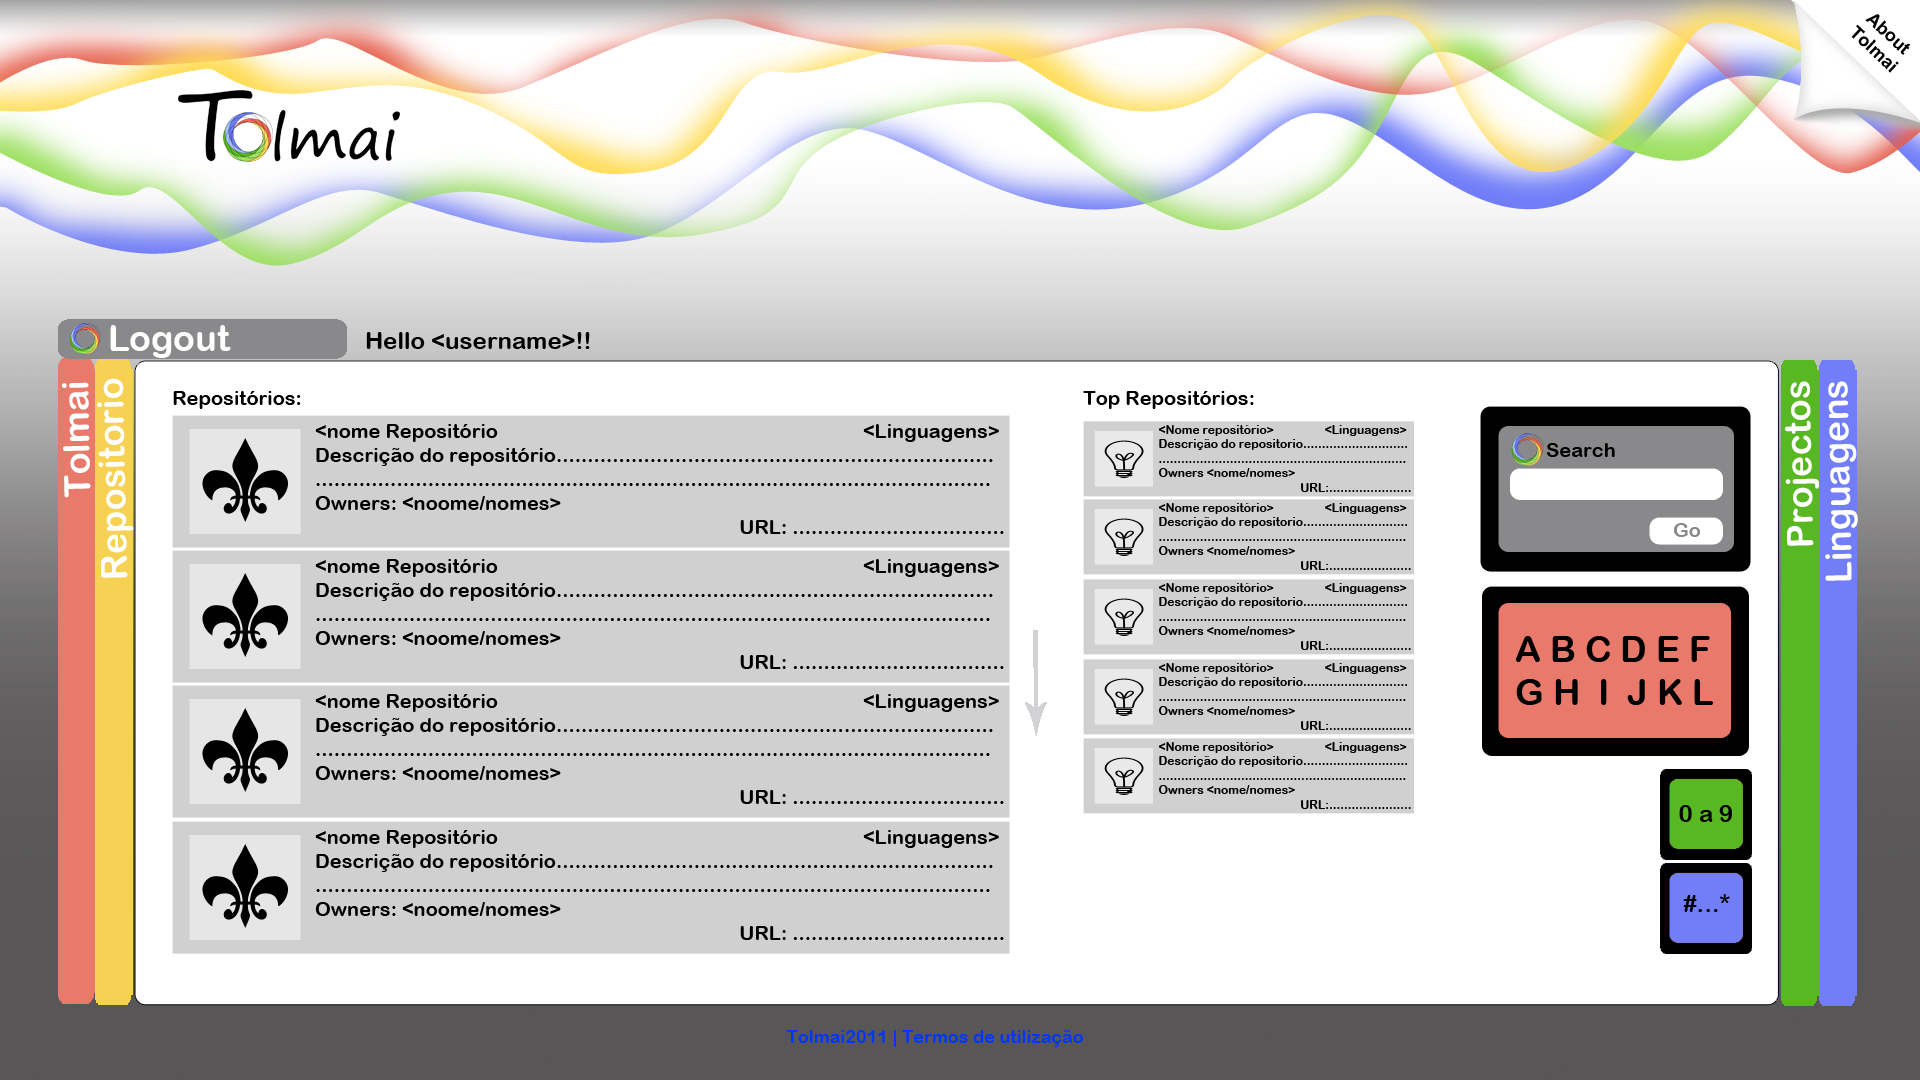 About
Tolmai
Tolmai
Logout
Hello <username>!!
Tolmai
Repositorio
Repositórios:
<nome Repositório <Linguagens>
Descrição do repositório......................................................................
............................................................................................................
Owners: <noome/nomes>
URL: ..................................
<nome Repositório <Linguagens>
Descrição do repositório......................................................................
............................................................................................................
Owners: <noome/nomes>
URL: ..................................
<nome Repositório <Linguagens>
Descrição do repositório......................................................................
............................................................................................................
Owners: <noome/nomes>
URL: ..................................
<nome Repositório <Linguagens>
Descrição do repositório......................................................................
............................................................................................................
Owners: <noome/nomes>
URL: ..................................
Top Repositórios:
<Nome repositório> <Linguagens>
Descrição do repositorio............................
..................................................................
Owners <nome/nomes>
URL:......................
<Nome repositório> <Linguagens>
Descrição do repositorio............................
..................................................................
Owners <nome/nomes>
URL:......................
<Nome repositório> <Linguagens>
Descrição do repositorio............................
..................................................................
Owners <nome/nomes>
URL:......................
<Nome repositório> <Linguagens>
Descrição do repositorio............................
..................................................................
Owners <nome/nomes>
URL:......................
<Nome repositório> <Linguagens>
Descrição do repositorio............................
..................................................................
Owners <nome/nomes>
URL:......................
Search
Go
A B C D E F
G H I J K L
0 a 9
#...*
Projectos
Linguagens
Tolmai2011 | Termos de utilização